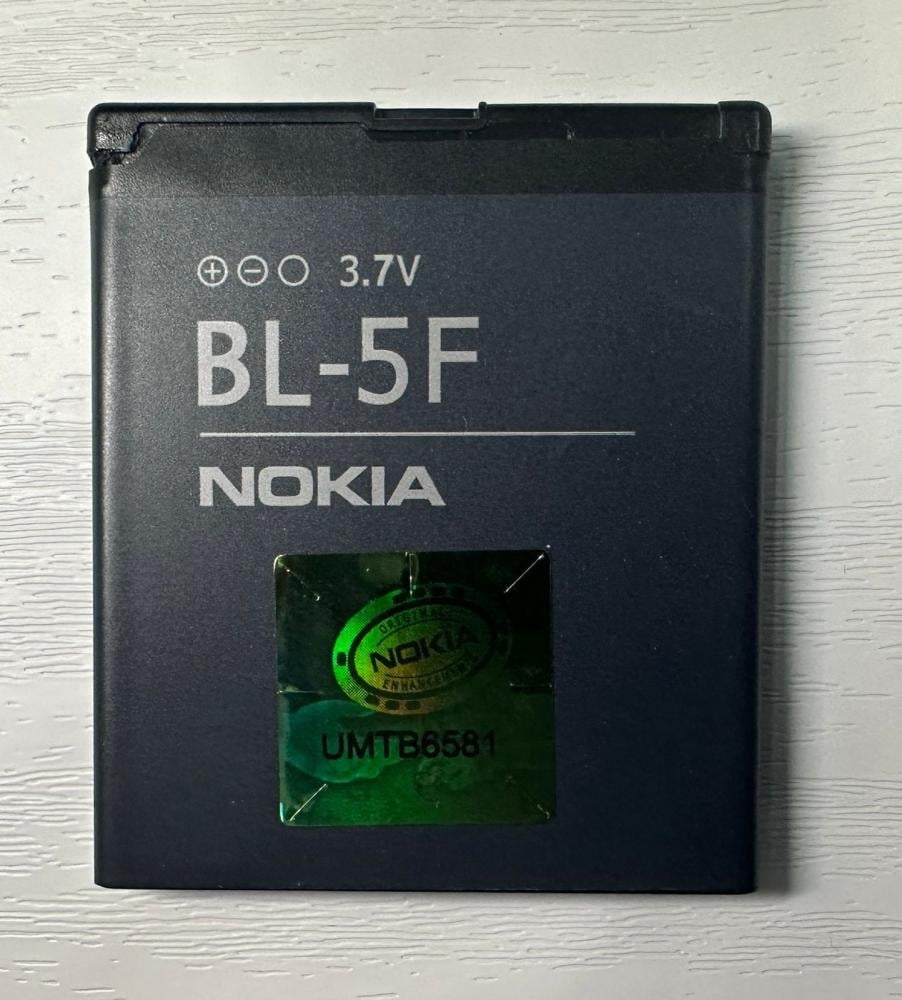 ⊕⊖○ 3.7V
BL-5F
NOKIA
ORIGINAL
NOKIA
ENHANCEMENTS
UMTB6581